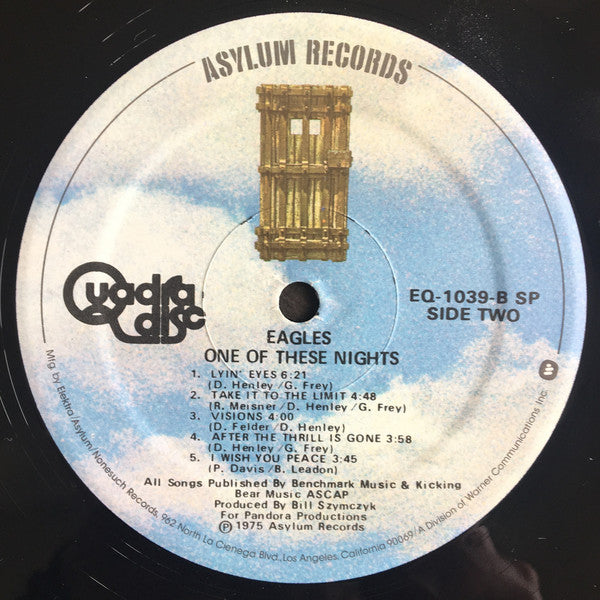 ASYLUM RECORDS
Quadradisc
EQ-1039-B SP
SIDE TWO
EAGLES
ONE OF THESE NIGHTS
1. LYIN' EYES 6:21
(D. Henley/G. Frey)
2. TAKE IT TO THE LIMIT 4:48
(R. Meisner/D. Henley/G. Frey)
3. VISIONS 4:00
(D. Felder/D. Henley)
4. AFTER THE THRILL IS GONE 3:58
(D. Henley/G. Frey)
5. I WISH YOU PEACE 3:45
(P. Davis/B. Leadon)
All Songs Published By Benchmark Music & Kicking
Bear Music ASCAP
Produced By Bill Szymczyk
For Pandora Productions
Ⓟ 1975 Asylum Records
Mfg. by Elektra/Asylum/Nonesuch Records, 962 North La Cienega Blvd., Los Angeles, California 90069/A Division of Warner Communications Inc.